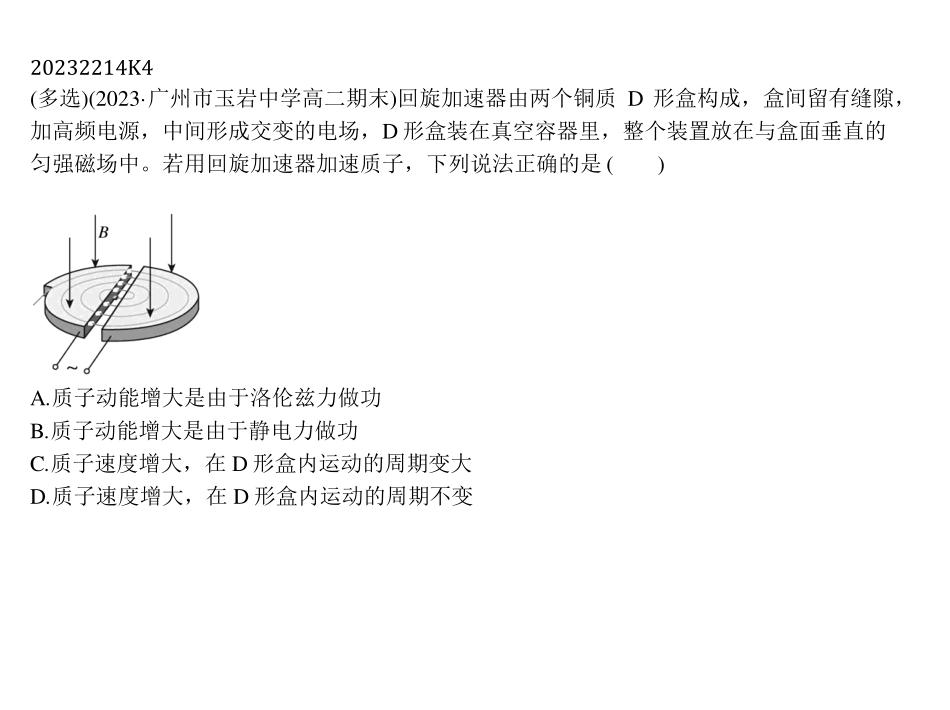 20232214K4
(多选)(2023·广州市玉岩中学高二期末)回旋加速器由两个铜质 D 形盒构成，盒间留有缝隙，
加高频电源，中间形成交变的电场，D 形盒装在真空容器里，整个装置放在与盒面垂直的
匀强磁场中。若用回旋加速器加速质子，下列说法正确的是(　　)
B
~
A.质子动能增大是由于洛伦兹力做功
B.质子动能增大是由于静电力做功
C.质子速度增大，在 D 形盒内运动的周期变大
D.质子速度增大，在 D 形盒内运动的周期不变